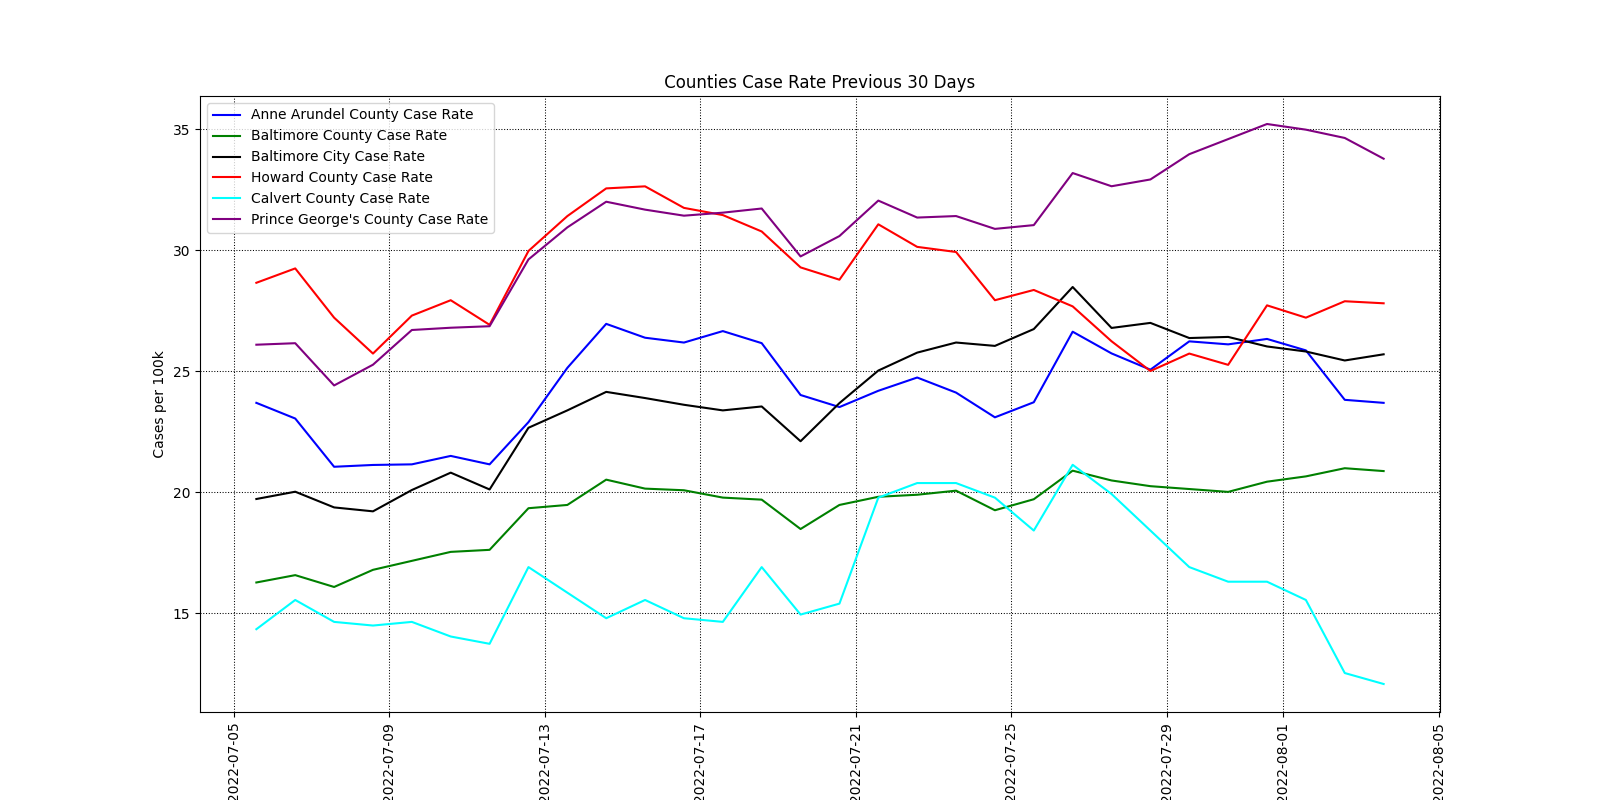 Counties Case Rate Previous 30 Days
Anne Arundel County Case Rate
Baltimore County Case Rate
Baltimore City Case Rate
Howard County Case Rate
Calvert County Case Rate
Prince George's County Case Rate
Cases per 100k
35
30
25
20
15
2022-07-05
2022-07-09
2022-07-13
2022-07-17
2022-07-21
2022-07-25
2022-07-29
2022-08-01
2022-08-05